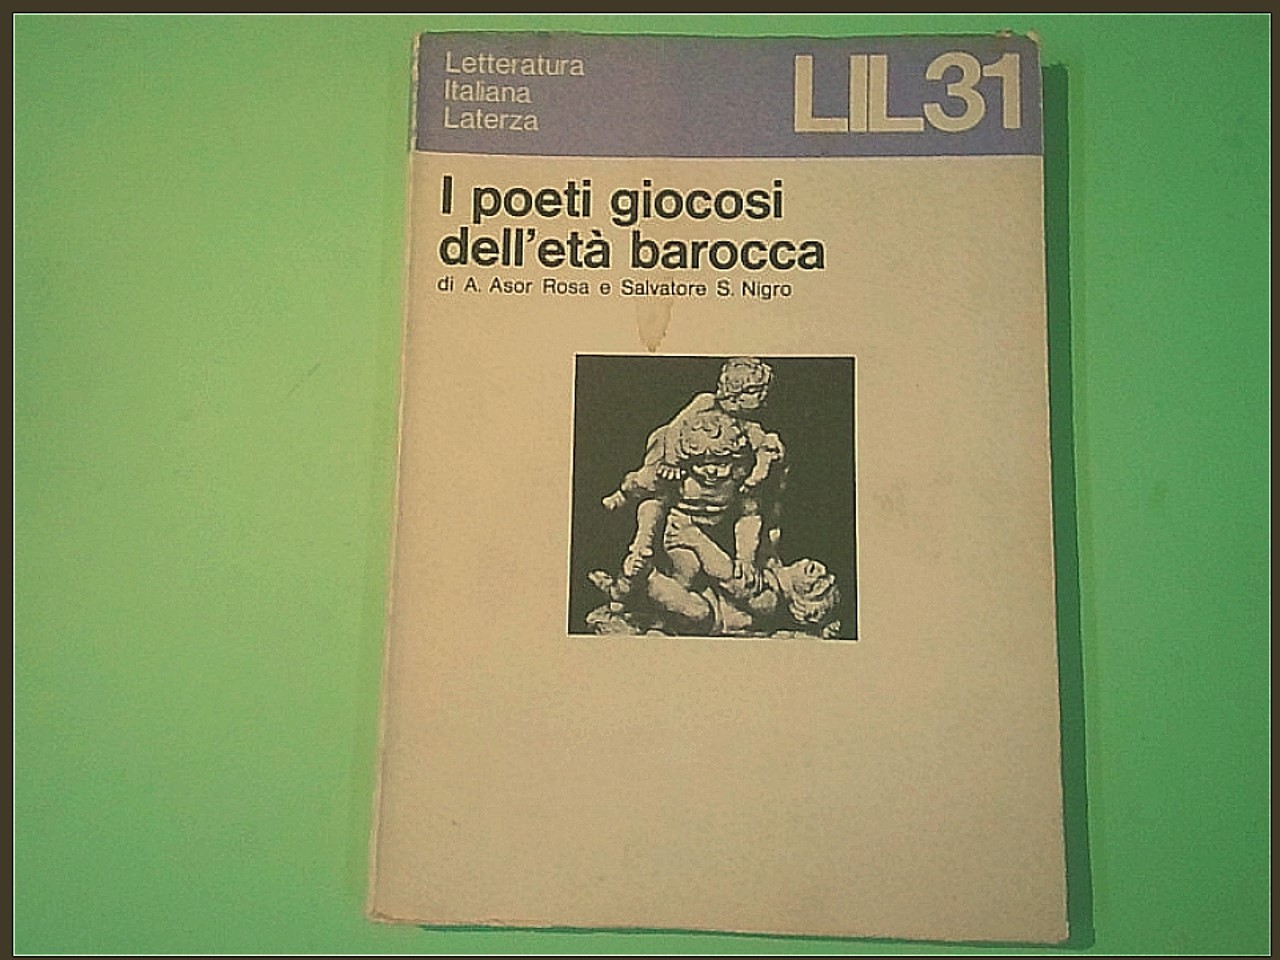 Letteratura
Italiana
Laterza
LIL31
I poeti giocosi
dell'età barocca
di A. Asor Rosa e Salvatore S. Nigro